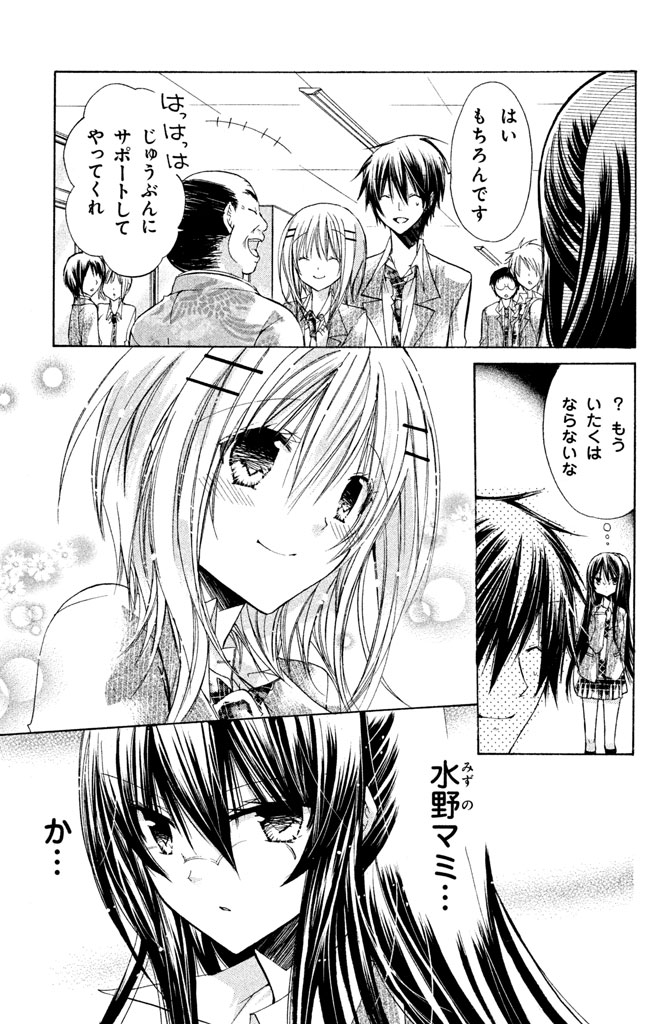 はい
もちろんです
はっはっはっ
じゅうぶんに
サポートして
やってくれ
？もう
いたくは
ならないな
水野マミ…
みずの
か…